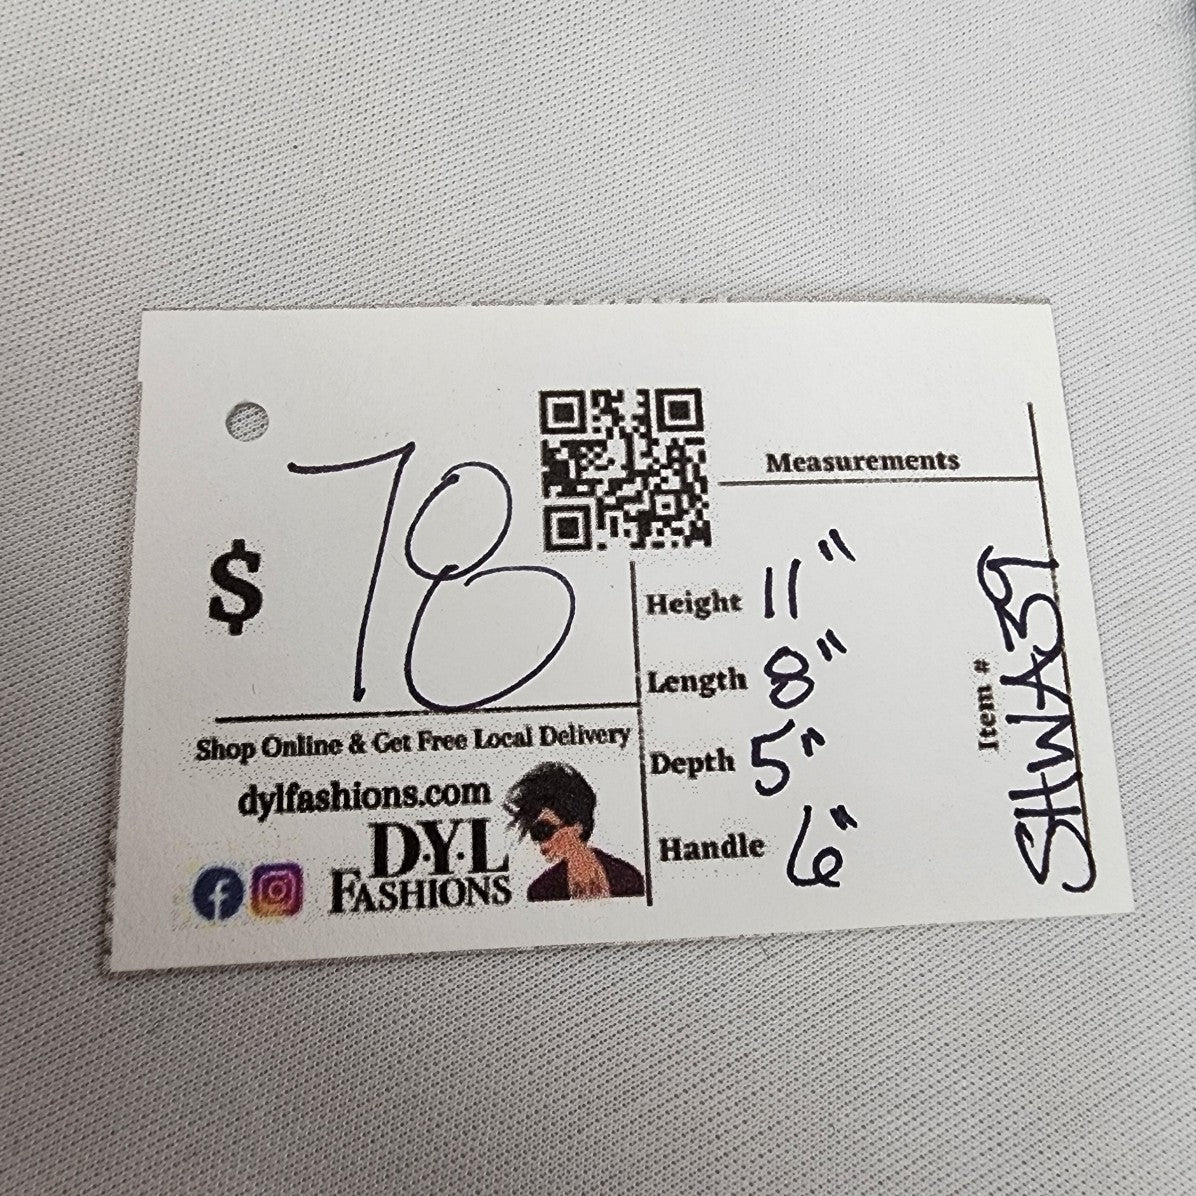 $ 78
Measurements
Height 11"
Length 8"
Depth 5"
Handle 6"
Item # SHWA39
Shop Online & Get Free Local Delivery
dylfashions.com
D·Y·L
FASHIONS